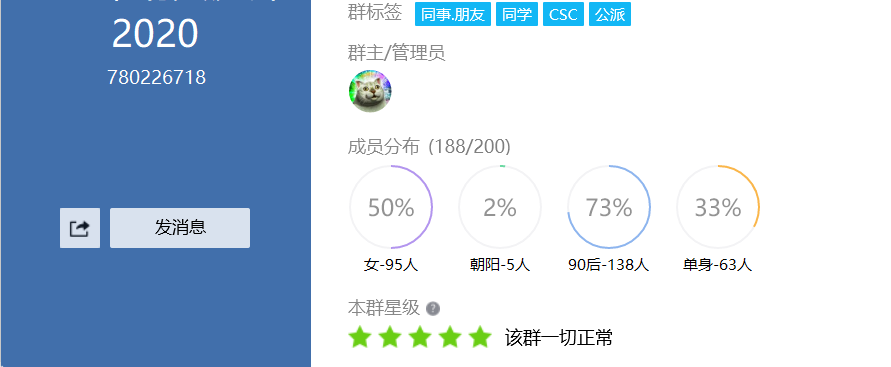 2020
780226718
发消息
群标签 同事.朋友 同学 CSC 公派
群主/管理员
成员分布 (188/200)
50% 2% 73% 33%
女-95人 朝阳-5人 90后-138人 单身-63人
本群星级 ?
该群一切正常